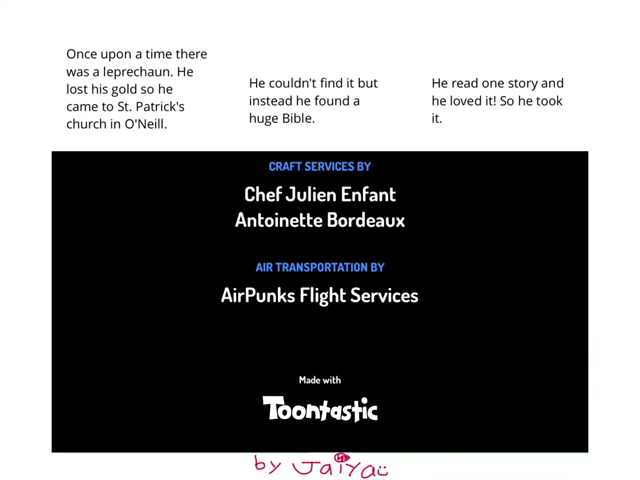 Once upon a time there
was a leprechaun. He
lost his gold so he
came to St. Patrick's
church in O'Neill.
He couldn't find it but
instead he found a
huge Bible.
He read one story and
he loved it! So he took
it.
CRAFT SERVICES BY
Chef Julien Enfant
Antoinette Bordeaux
AIR TRANSPORTATION BY
AirPunks Flight Services
Made with
Toontastic
by Jaiya